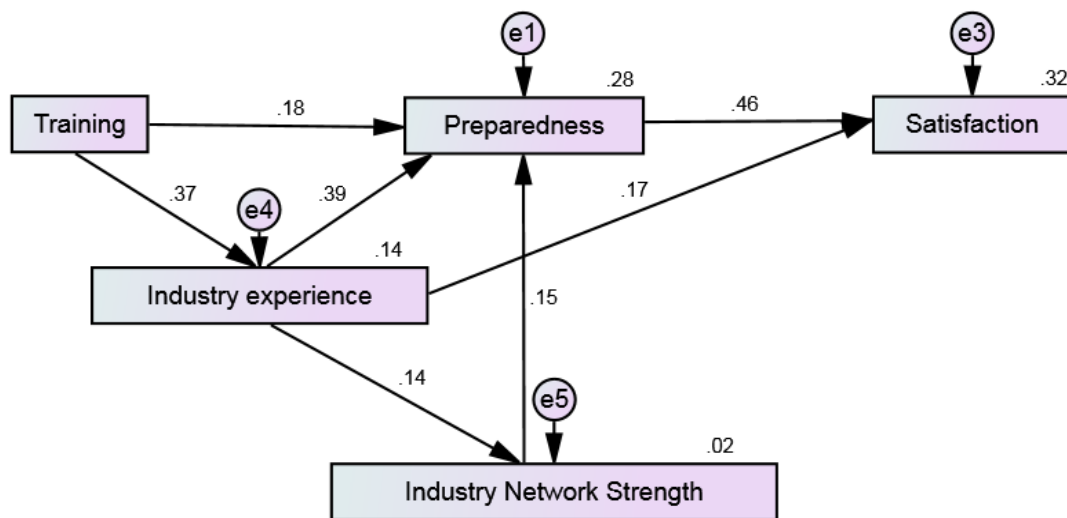 e1
e3
.28
.32
Training
.18
Preparedness
.46
Satisfaction
.37
e4
.39
.17
.14
Industry experience
.15
.14
e5
.02
Industry Network Strength